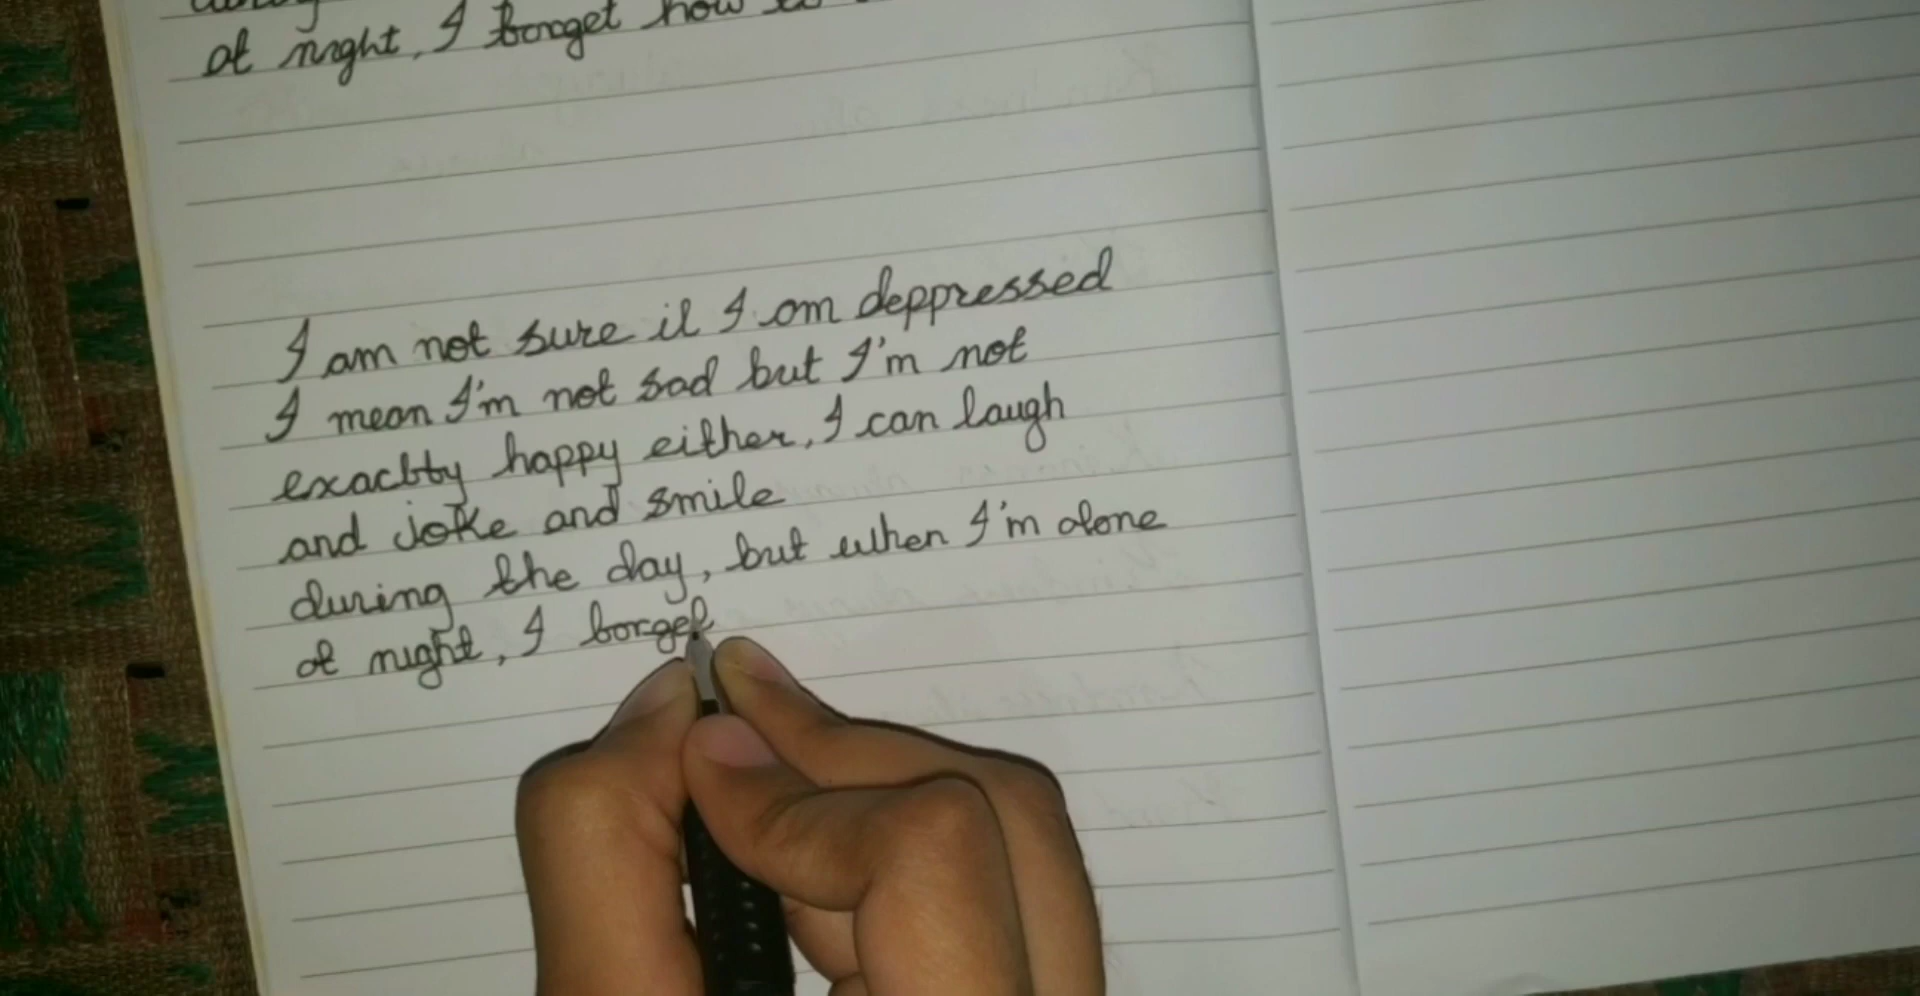 at night, I forget how
I am not sure if I am deppressed
I mean I'm not sad but I'm not
exactty happy either, I can laugh
and joke and smile
during the day, but when I'm alone
at night, I forget